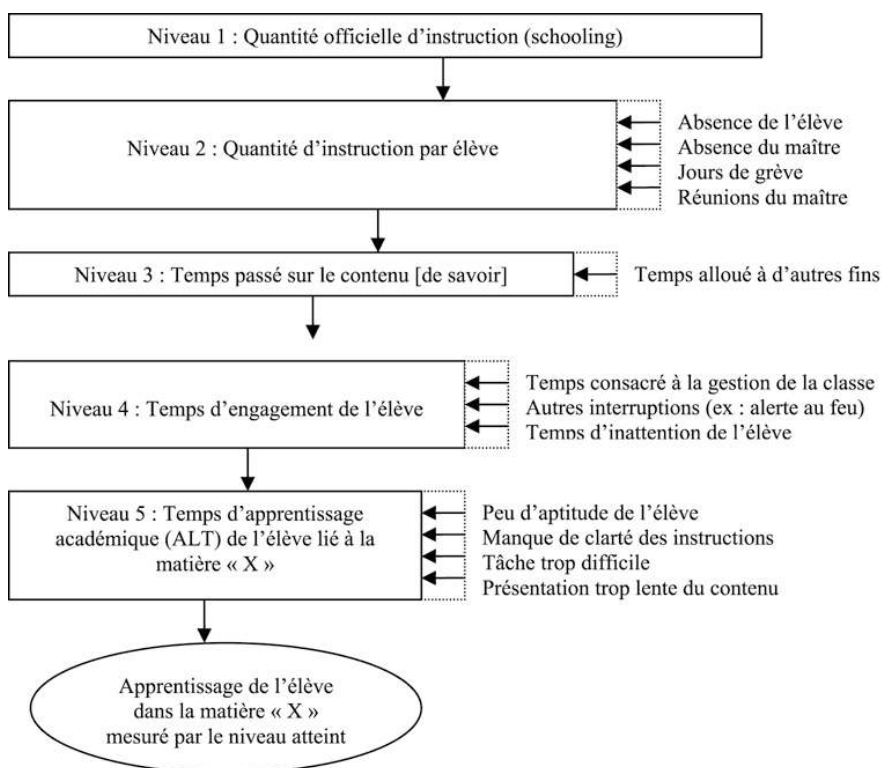 Niveau 1 : Quantité officielle d’instruction (schooling)
Niveau 2 : Quantité d’instruction par élève
Absence de l’élève
Absence du maître
Jours de grève
Réunions du maître
Niveau 3 : Temps passé sur le contenu [de savoir]
Temps alloué à d’autres fins
Niveau 4 : Temps d’engagement de l’élève
Temps consacré à la gestion de la classe
Autres interruptions (ex : alerte au feu)
Temps d’inattention de l’élève
Niveau 5 : Temps d’apprentissage
académique (ALT) de l’élève lié à la
matière « X »
Peu d’aptitude de l’élève
Manque de clarté des instructions
Tâche trop difficile
Présentation trop lente du contenu
Apprentissage de l’élève
dans la matière « X »
mesuré par le niveau atteint